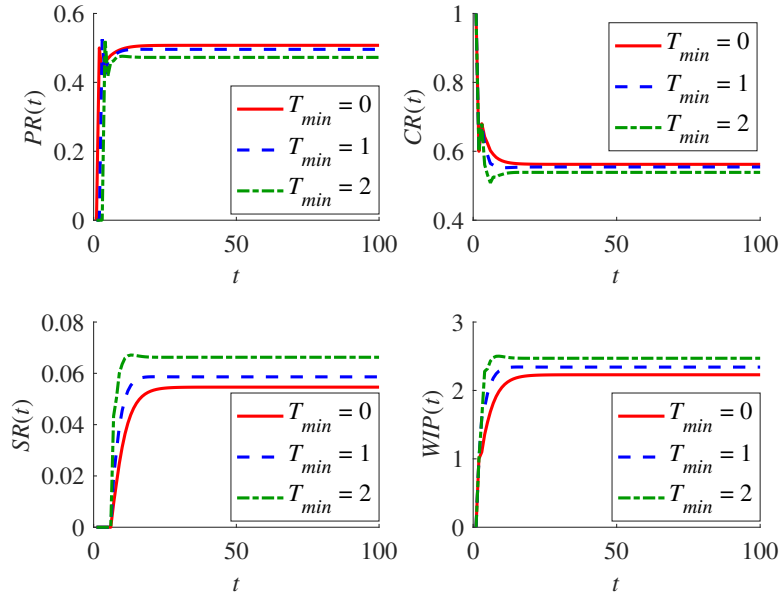 PR(t)
0.6
0.4
0.2
0
0
50
100
t
T_min = 0
T_min = 1
T_min = 2
CR(t)
1
0.8
0.6
0.4
0
50
100
t
T_min = 0
T_min = 1
T_min = 2
SR(t)
0.08
0.06
0.04
0.02
0
0
50
100
t
T_min = 0
T_min = 1
T_min = 2
WIP(t)
3
2
1
0
0
50
100
t
T_min = 0
T_min = 1
T_min = 2